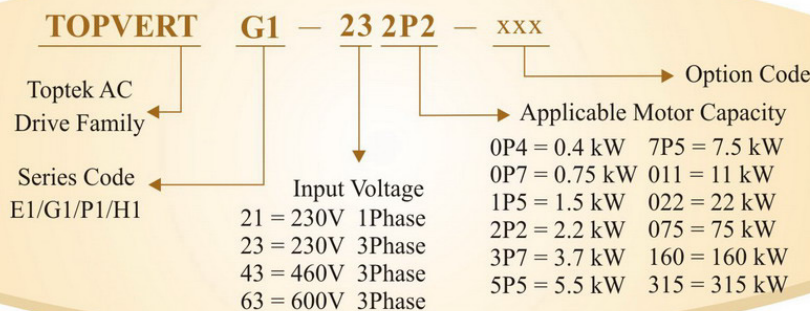 TOPVERT G1 — 23 2P2 — xxx
Option Code
Toptek AC
Drive Family
Applicable Motor Capacity
0P4 = 0.4 kW 7P5 = 7.5 kW
0P7 = 0.75 kW 011 = 11 kW
1P5 = 1.5 kW 022 = 22 kW
2P2 = 2.2 kW 075 = 75 kW
3P7 = 3.7 kW 160 = 160 kW
5P5 = 5.5 kW 315 = 315 kW
Series Code
E1/G1/P1/H1
Input Voltage
21 = 230V 1Phase
23 = 230V 3Phase
43 = 460V 3Phase
63 = 600V 3Phase